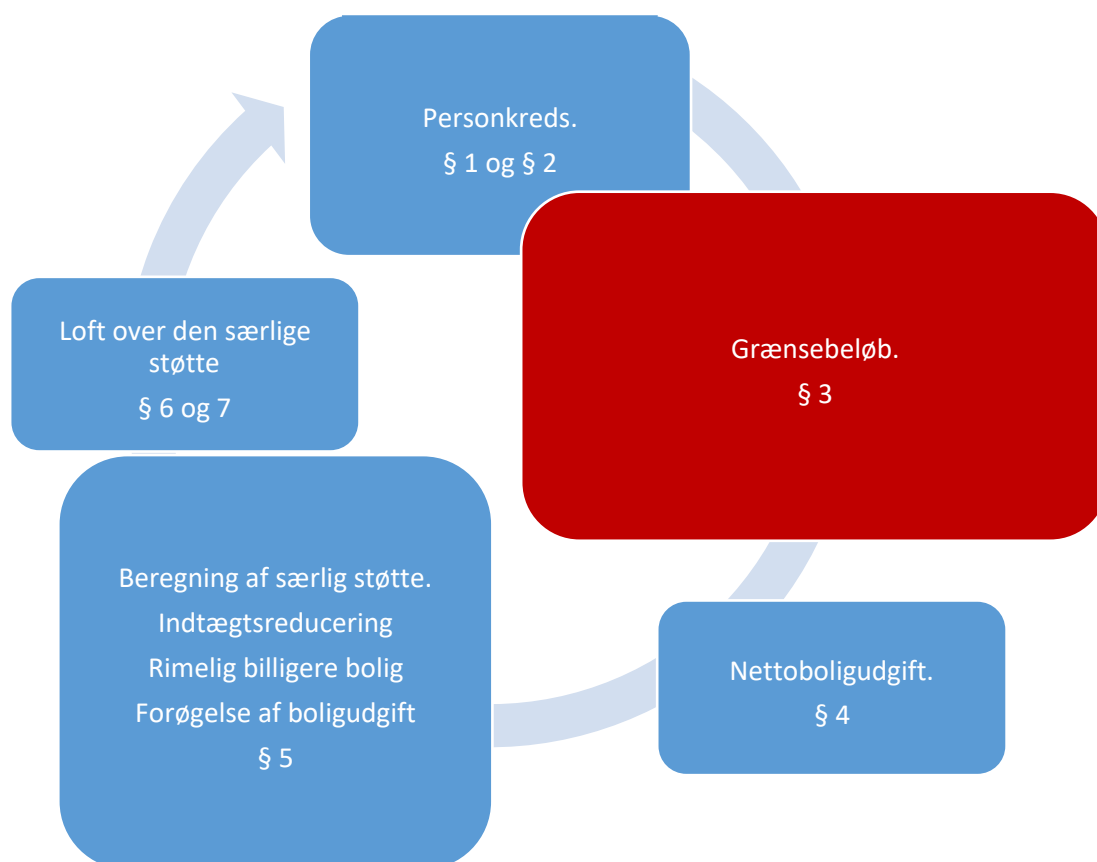 Personkreds.
§ 1 og § 2
Grænsebeløb.
§ 3
Nettoboligudgift.
§ 4
Beregning af særlig støtte.
Indtægtsreducering
Rimelig billigere bolig
Forøgelse af boligudgift
§ 5
Loft over den særlige
støtte
§ 6 og 7